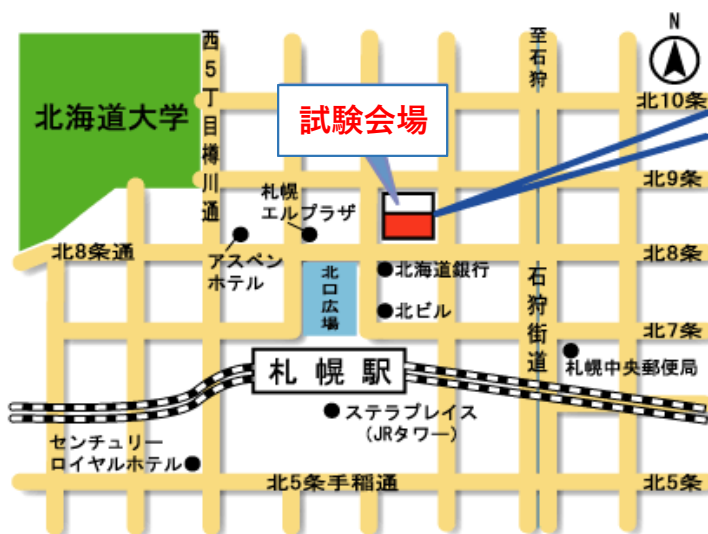 N
西5丁目樽川通
至石狩
北海道大学
北10条
試験会場
北9条
札幌
エルプラザ
北8条通
アスペン
ホテル
北口広場
北海道銀行
北8条
石狩街道
北ビル
北7条
札幌中央郵便局
札幌駅
ステラプレイス
(JRタワー)
センチュリー
ロイヤルホテル
北5条手稲通
北5条